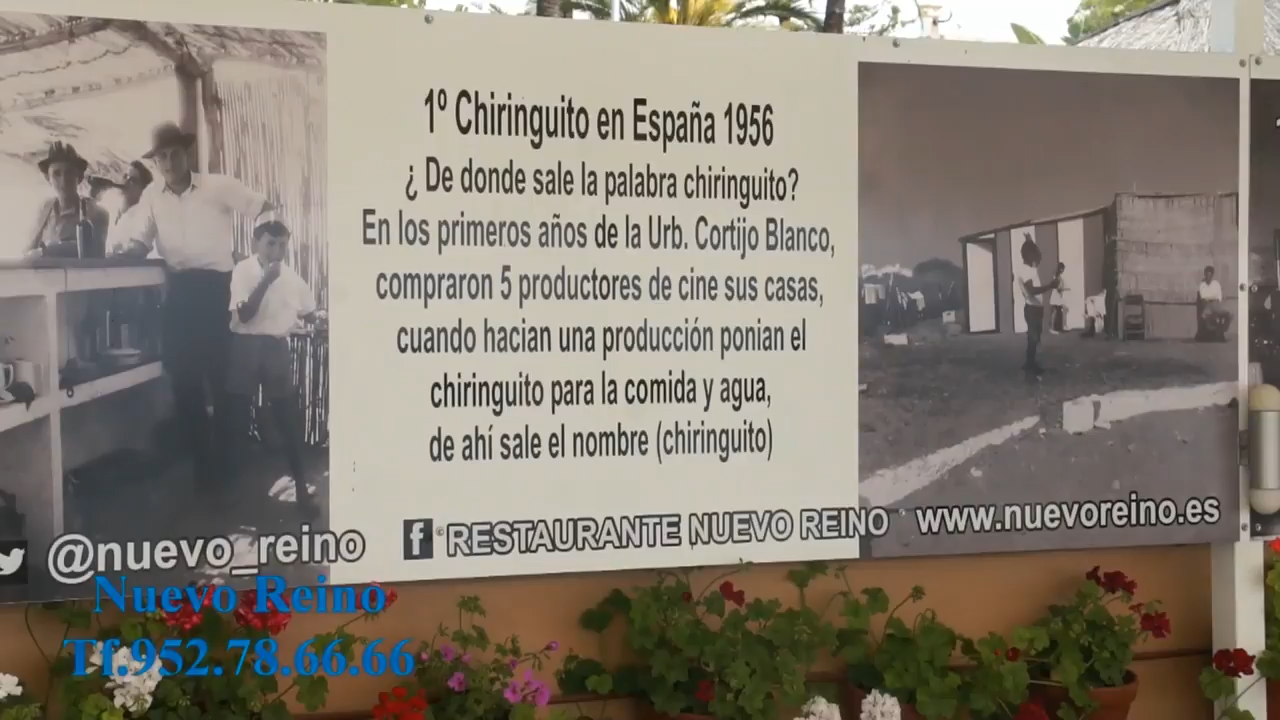 1º Chiringuito en España 1956
¿ De donde sale la palabra chiringuito?
En los primeros años de la Urb. Cortijo Blanco,
compraron 5 productores de cine sus casas,
cuando hacian una producción ponian el
chiringuito para la comida y agua,
de ahí sale el nombre (chiringuito)
@nuevo_reino
f RESTAURANTE NUEVO REINO
www.nuevoreino.es
Nuevo Reino
Tf.952.78.66.66